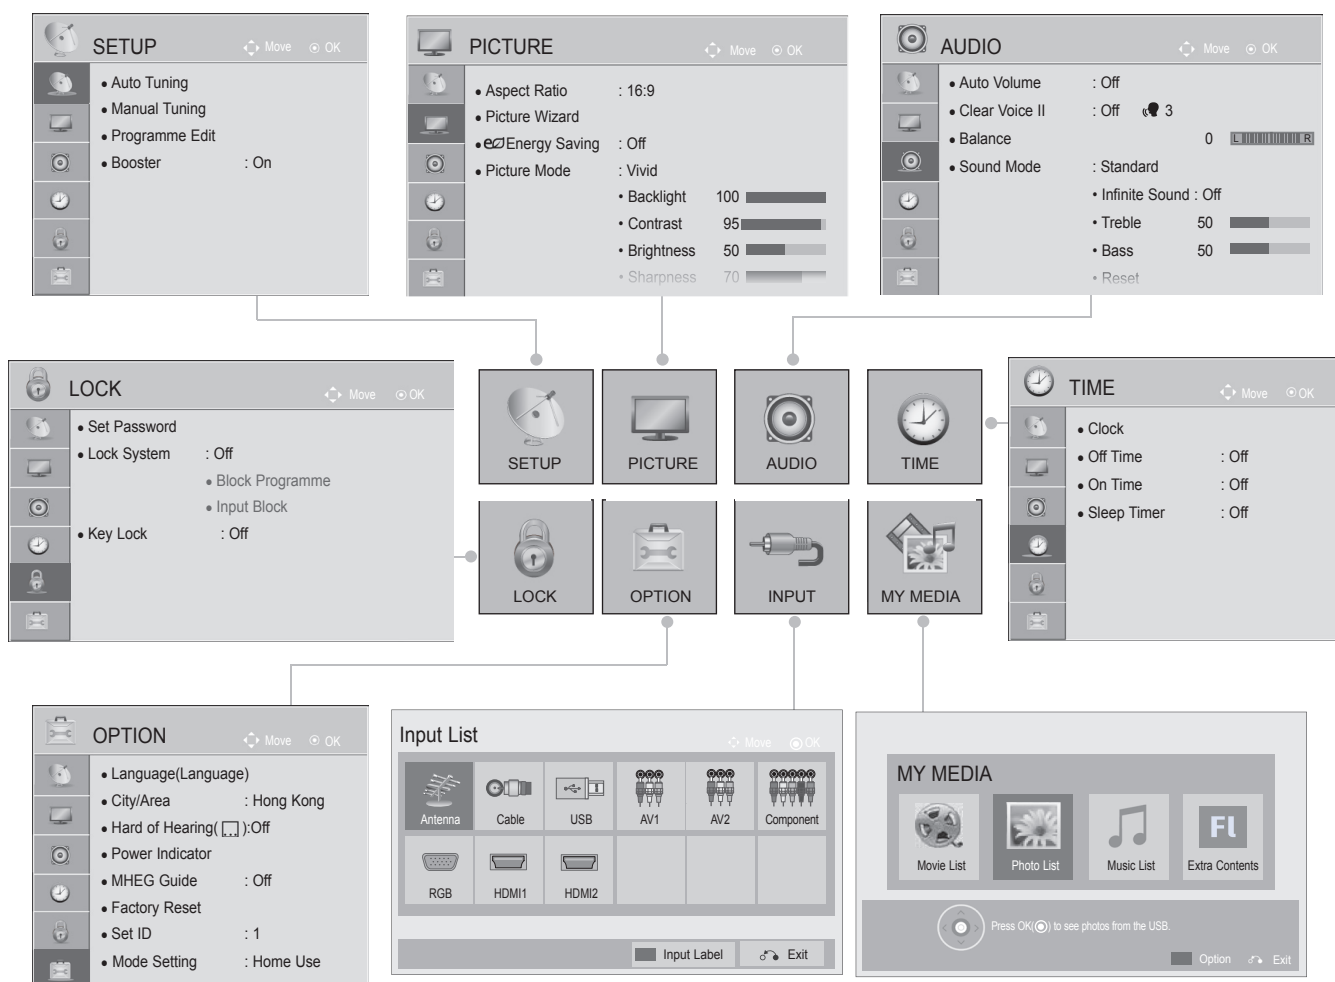 SETUP
Move OK
• Auto Tuning
• Manual Tuning
• Programme Edit
• Booster : On
PICTURE
Move OK
• Aspect Ratio : 16:9
• Picture Wizard
• Energy Saving : Off
• Picture Mode : Vivid
• Backlight 100
• Contrast 95
• Brightness 50
• Sharpness 70
AUDIO
Move OK
• Auto Volume : Off
• Clear Voice II : Off 3
• Balance 0 L R
• Sound Mode : Standard
• Infinite Sound : Off
• Treble 50
• Bass 50
• Reset
LOCK
Move OK
• Set Password
• Lock System : Off
• Block Programme
• Input Block
• Key Lock : Off
SETUP
PICTURE
AUDIO
TIME
LOCK
OPTION
INPUT
MY MEDIA
TIME
Move OK
• Clock
• Off Time : Off
• On Time : Off
• Sleep Timer : Off
OPTION
Move OK
• Language(Language)
• City/Area : Hong Kong
• Hard of Hearing( ):Off
• Power Indicator
• MHEG Guide : Off
• Factory Reset
• Set ID : 1
• Mode Setting : Home Use
Input List
Move OK
Antenna Cable USB AV1 AV2 Component
RGB HDMI1 HDMI2
Input Label Exit
MY MEDIA
FL
Movie List Photo List Music List Extra Contents
Press OK( ) to see photos from the USB.
Option Exit